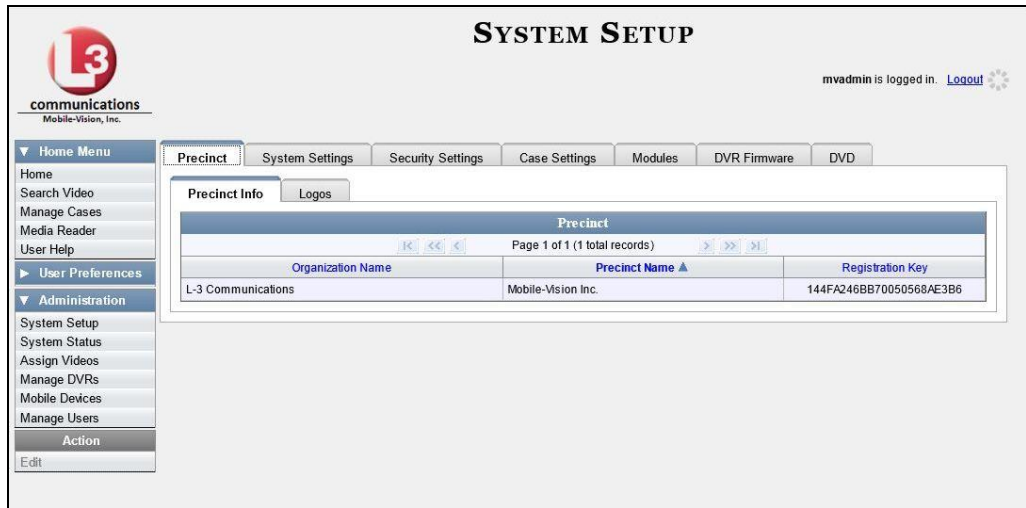 SYSTEM SETUP
L3
communications
Mobile-Vision, Inc.
mvadmin is logged in. Logout
▼ Home Menu
Home
Search Video
Manage Cases
Media Reader
User Help
▶ User Preferences
▼ Administration
System Setup
System Status
Assign Videos
Manage DVRs
Mobile Devices
Manage Users
Action
Edit
Precinct System Settings Security Settings Case Settings Modules DVR Firmware DVD
Precinct Info Logos
Precinct
Page 1 of 1 (1 total records)
Organization Name Precinct Name ▲ Registration Key
L-3 Communications Mobile-Vision Inc. 144FA246BB70050568AE3B6